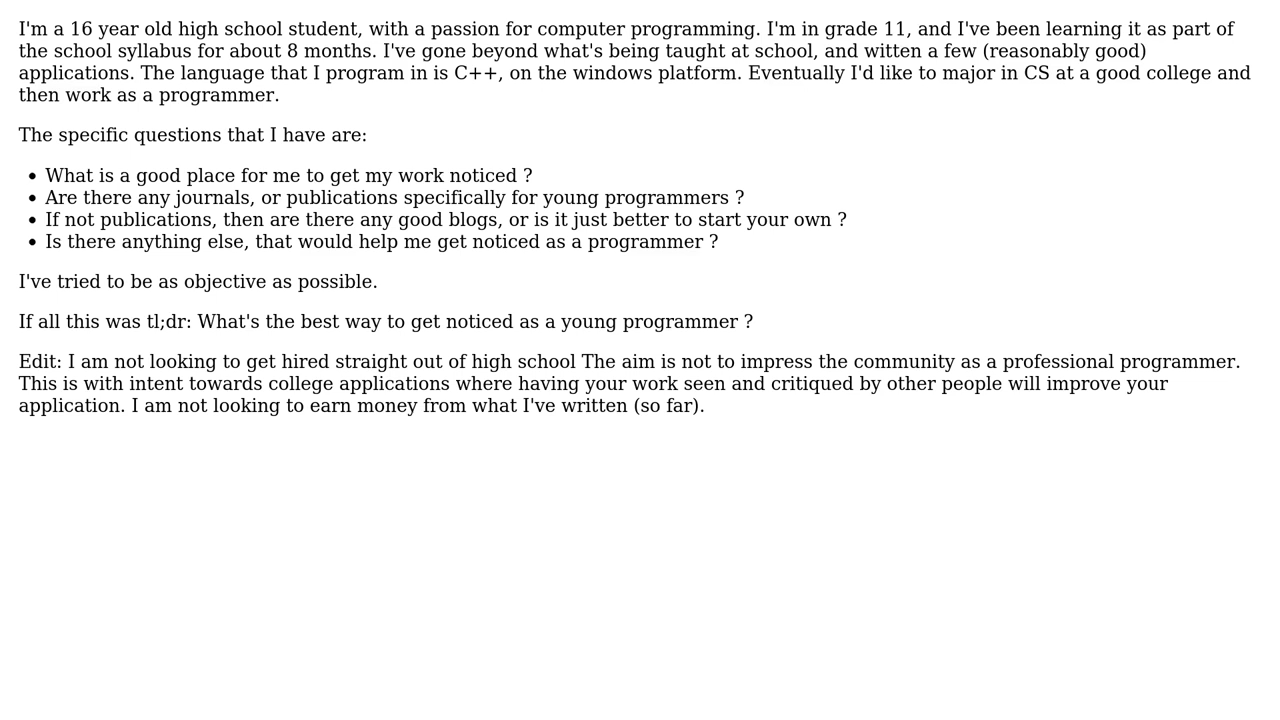 I'm a 16 year old high school student, with a passion for computer programming. I'm in grade 11, and I've been learning it as part of
the school syllabus for about 8 months. I've gone beyond what's being taught at school, and witten a few (reasonably good)
applications. The language that I program in is C++, on the windows platform. Eventually I'd like to major in CS at a good college and
then work as a programmer.
The specific questions that I have are:
• What is a good place for me to get my work noticed ?
• Are there any journals, or publications specifically for young programmers ?
• If not publications, then are there any good blogs, or is it just better to start your own ?
• Is there anything else, that would help me get noticed as a programmer ?
I've tried to be as objective as possible.
If all this was tl;dr: What's the best way to get noticed as a young programmer ?
Edit: I am not looking to get hired straight out of high school The aim is not to impress the community as a professional programmer.
This is with intent towards college applications where having your work seen and critiqued by other people will improve your
application. I am not looking to earn money from what I've written (so far).